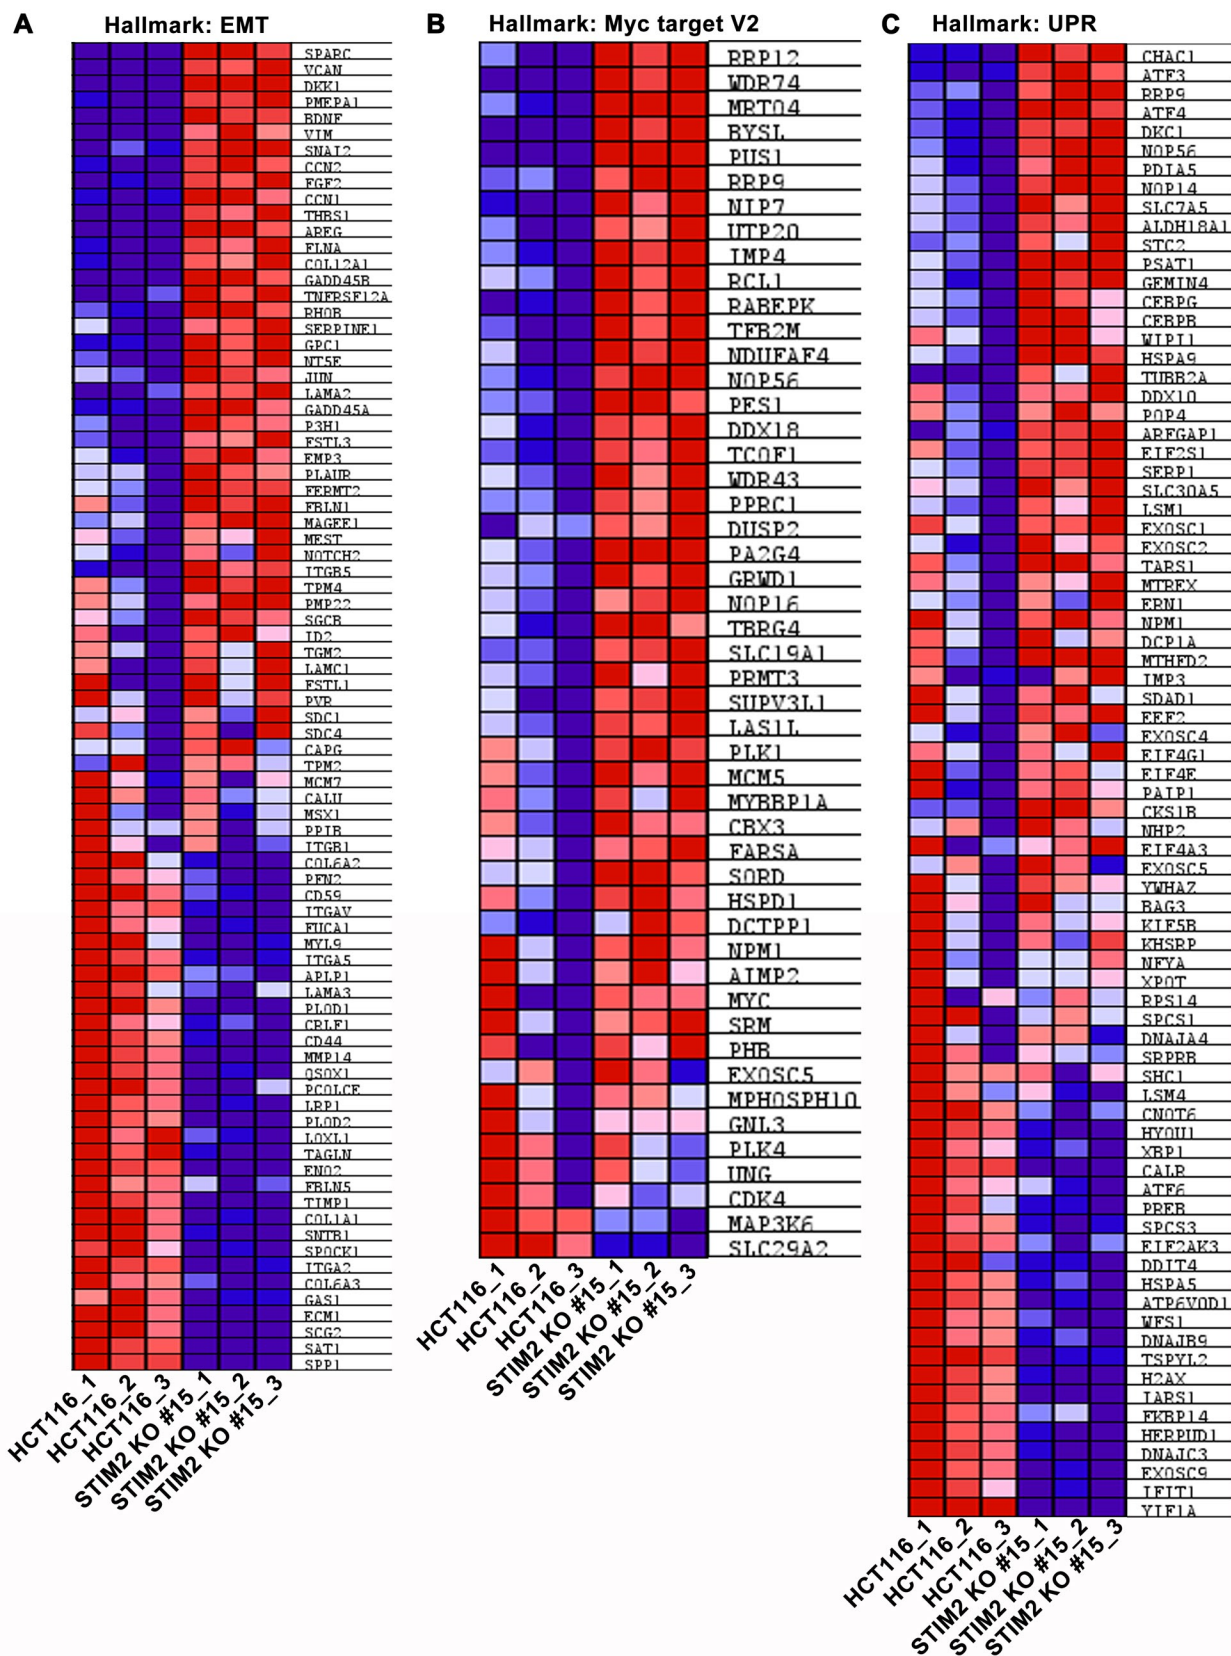 A
Hallmark: EMT
SPARC
VCAN
DKK1
PMEPA1
BDNF
VIM
SNAI2
CCN2
FGF2
CCN1
THBS1
AREG
FLNA
COL12A1
GADD45B
TNFRSF12A
RHOB
SERPINE1
GPC1
NT5E
JUN
LAMA2
GADD45A
P3H1
FSTL3
EMP3
PLAUR
FERMT2
FBLN1
MAGEE1
MEST
NOTCH2
ITGB5
TPM4
PMP22
SGCB
ID2
TGM2
LAMC1
FSTL1
PVR
SDC1
SDC4
CAPG
TPM2
MCM7
CALU
MSX1
PPIB
ITGB1
COL6A2
PFN2
CD59
ITGAV
FUCA1
MYL9
ITGA5
APLP1
LAMA3
PLOD1
CRLF1
CD44
MMP14
QSOX1
PCOLCE
LRP1
PLOD2
LOXL1
TAGLN
ENO2
FBLN5
TIMP1
COL1A1
SNTB1
SPOCK1
ITGA2
COL6A3
GAS1
ECM1
SCG2
SAT1
SPP1
HCT116_1
HCT116_2
HCT116_3
STIM2 KO #15_1
STIM2 KO #15_2
STIM2 KO #15_3
B
Hallmark: Myc target V2
RRP12
WDR74
MRTO4
BYSL
PUS1
RRP9
NIP7
UTP20
IMP4
RCL1
RABEPK
TFB2M
NDUFAF4
NOP56
PES1
DDX18
TCOF1
WDR43
PPRC1
DUSP2
PA2G4
GRWD1
NOP16
TBRG4
SLC19A1
PRMT3
SUPV3L1
LAS1L
PLK1
MCM5
MYBBP1A
CBX3
FARSA
SORD
HSPD1
DCTPP1
NPM1
AIMP2
MYC
SRM
PHB
EXOSC5
MPHOSPH10
GNL3
PLK4
UNG
CDK4
MAP3K6
SLC29A2
HCT116_1
HCT116_2
HCT116_3
STIM2 KO #15_1
STIM2 KO #15_2
STIM2 KO #15_3
C
Hallmark: UPR
CHAC1
ATF3
RRP9
ATF4
DKC1
NOP56
PDIA5
NOP14
SLC7A5
ALDH18A1
STC2
PSAT1
GEMIN4
CEBPG
CEBPB
WIPI1
HSPA9
TUBB2A
DDX10
POP4
ARFGAP1
EIF2S1
SERP1
SLC30A5
LSM1
EXOSC1
EXOSC2
TARS1
MTREX
ERN1
NPM1
DCP1A
MTHFD2
IMP3
SDAD1
EEF2
EXOSC4
EIF4G1
EIF4E
PAIP1
CKS1B
NHP2
EIF4A3
EXOSC5
YWHAZ
BAG3
KIF5B
KHSRP
NFYA
XPOT
RPS14
SPCS1
DNAJA4
SRPRB
SHC1
LSM4
CNOT6
HYOU1
XBP1
CALR
ATF6
PREB
SPCS3
EIF2AK3
DDIT4
HSPA5
ATP6V0D1
WFS1
DNAJB9
TSPYL2
H2AX
IARS1
FKBP14
HERPUD1
DNAJC3
EXOSC9
IFIT1
YIF1A
HCT116_1
HCT116_2
HCT116_3
STIM2 KO #15_1
STIM2 KO #15_2
STIM2 KO #15_3